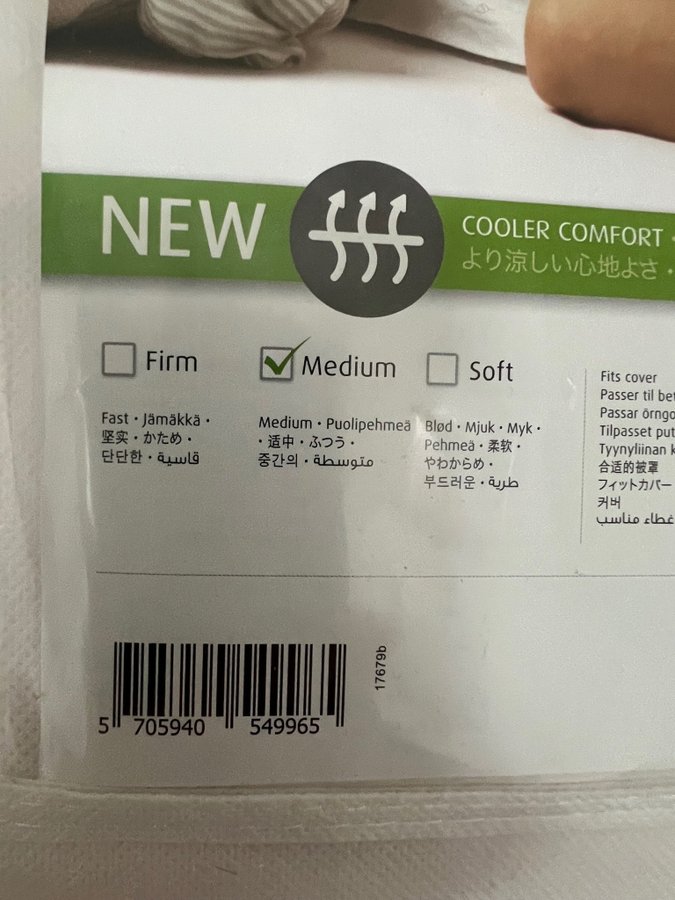 NEW
COOLER COMFORT ·
より涼しい心地よさ ·
Firm
Fast · Jämäkkä ·
坚实 · かため ·
단단한 · قاسية
Medium
Medium · Puolipehmeä
· 适中 · ふつう ·
중간의 · متوسطة
Soft
Blød · Mjuk · Myk ·
Pehmeä · 柔软 ·
やわからめ ·
부드러운 · طرية
Fits cover
Passer til bet
Passar örngo
Tilpasset put
Tyynyliinan k
合适的被罩
フィットカバー
커버
غطاء مناسب
5 705940 549965
17679b